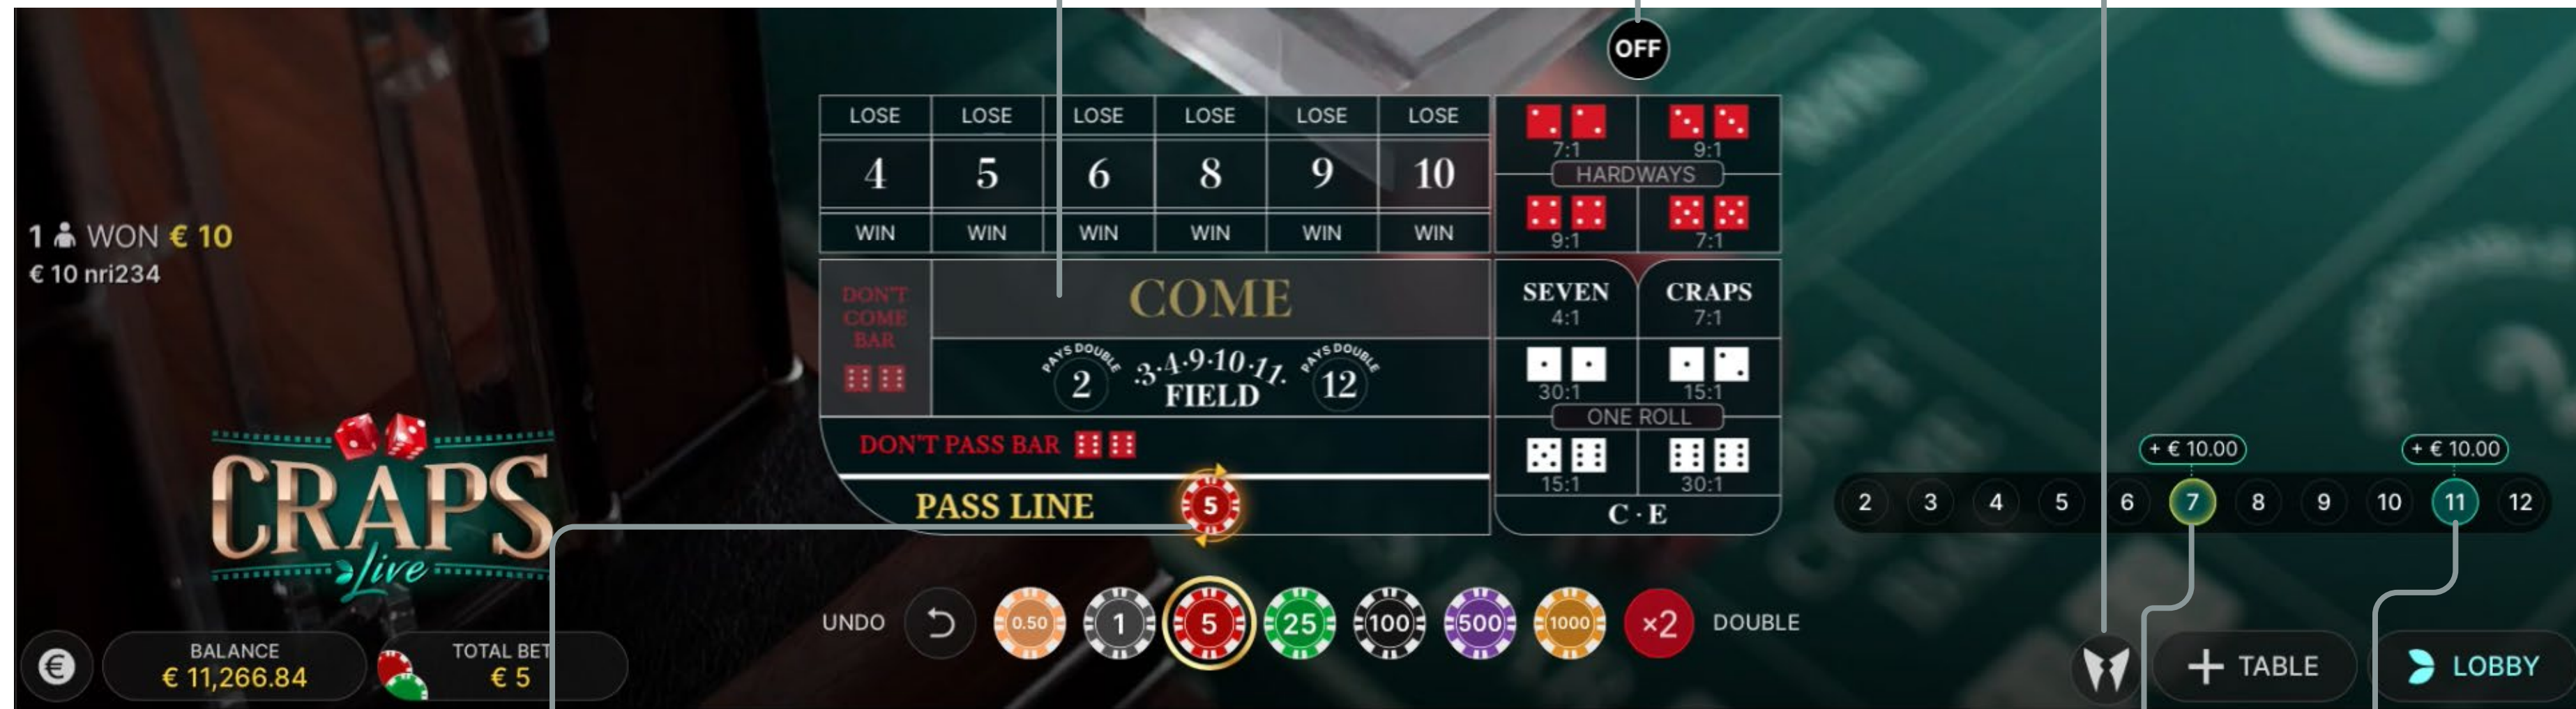 OFF
LOSE LOSE LOSE LOSE LOSE LOSE
4 5 6 8 9 10
WIN WIN WIN WIN WIN WIN
7:1 9:1
HARDWAYS
9:1 7:1
1 WON € 10
€ 10 nri234
DON'T
COME
BAR
COME
PAYS DOUBLE
2
.3.4.9.10.11.
FIELD
PAYS DOUBLE
12
SEVEN
4:1
CRAPS
7:1
30:1 15:1
ONE ROLL
15:1 30:1
C · E
DON'T PASS BAR
PASS LINE 5
CRAPS
Live
+ € 10.00 + € 10.00
2 3 4 5 6 7 8 9 10 11 12
UNDO 0.50 1 5 25 100 500 1000 ×2 DOUBLE
€
BALANCE
€ 11,266.84
TOTAL BET
€ 5
+ TABLE
LOBBY
WIN